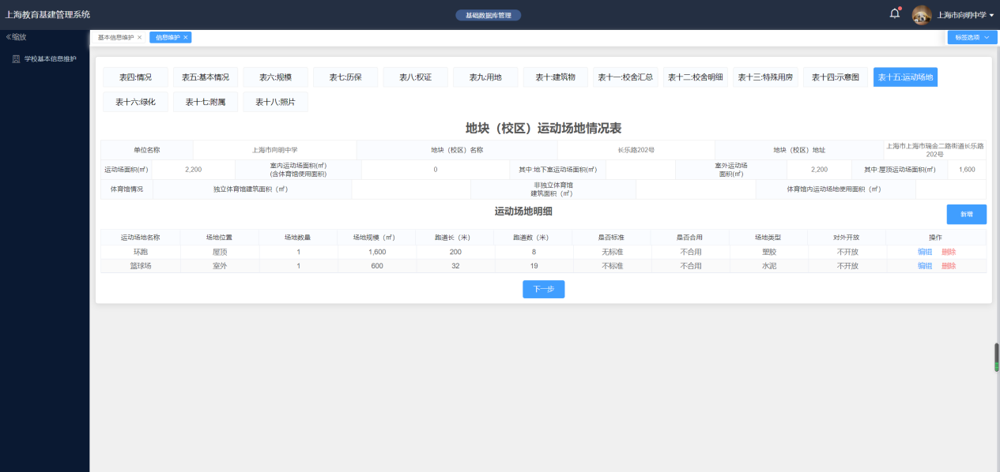 上海教育基建管理系统
基础数据库管理
上海市向明中学
缩放
基本信息维护
信息维护
标签选项
学校基本信息维护
表四:情况 表五:基本情况 表六:规模 表七:历保 表八:权证 表九:用地 表十:建筑物 表十一:校舍汇总 表十二:校舍明细 表十三:特殊用房 表十四:示意图 表十五:运动场地
表十六:绿化 表十七:附属 表十八:照片
地块（校区）运动场地情况表
单位名称 上海市向明中学 地块（校区）名称 长乐路202号 地块（校区）地址 上海市上海市瑞金二路街道长乐路
202号
运动场面积(㎡) 2,200 室内运动场面积(㎡)
(含体育馆使用面积) 0 其中:地下室运动场面积(㎡) 室外运动场
面积(㎡) 2,200 其中:屋顶运动场面积(㎡) 1,600
体育馆情况 独立体育馆建筑面积（㎡） 非独立体育馆
建筑面积（㎡） 体育馆内运动场地使用面积（㎡）
运动场地明细
新增
运动场地名称 场地位置 场地数量 场地规模（㎡） 跑道长（米） 跑道数（米） 是否标准 是否合用 场地类型 对外开放 操作
环跑 屋顶 1 1,600 200 8 无标准 不合用 塑胶 不开放 编辑 删除
篮球场 室外 1 600 32 19 不标准 不合用 水泥 不开放 编辑 删除
下一步